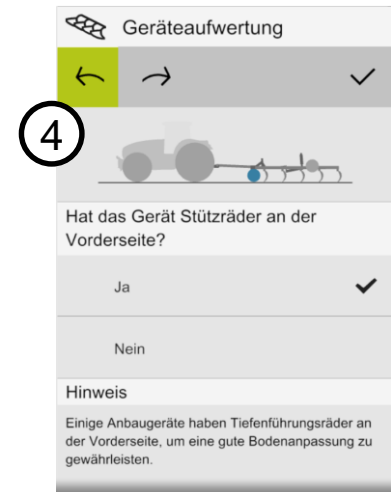 Geräteaufwertung
4
Hat das Gerät Stützräder an der
Vorderseite?
Ja
Nein
Hinweis
Einige Anbaugeräte haben Tiefenführungsräder an
der Vorderseite, um eine gute Bodenanpassung zu
gewährleisten.